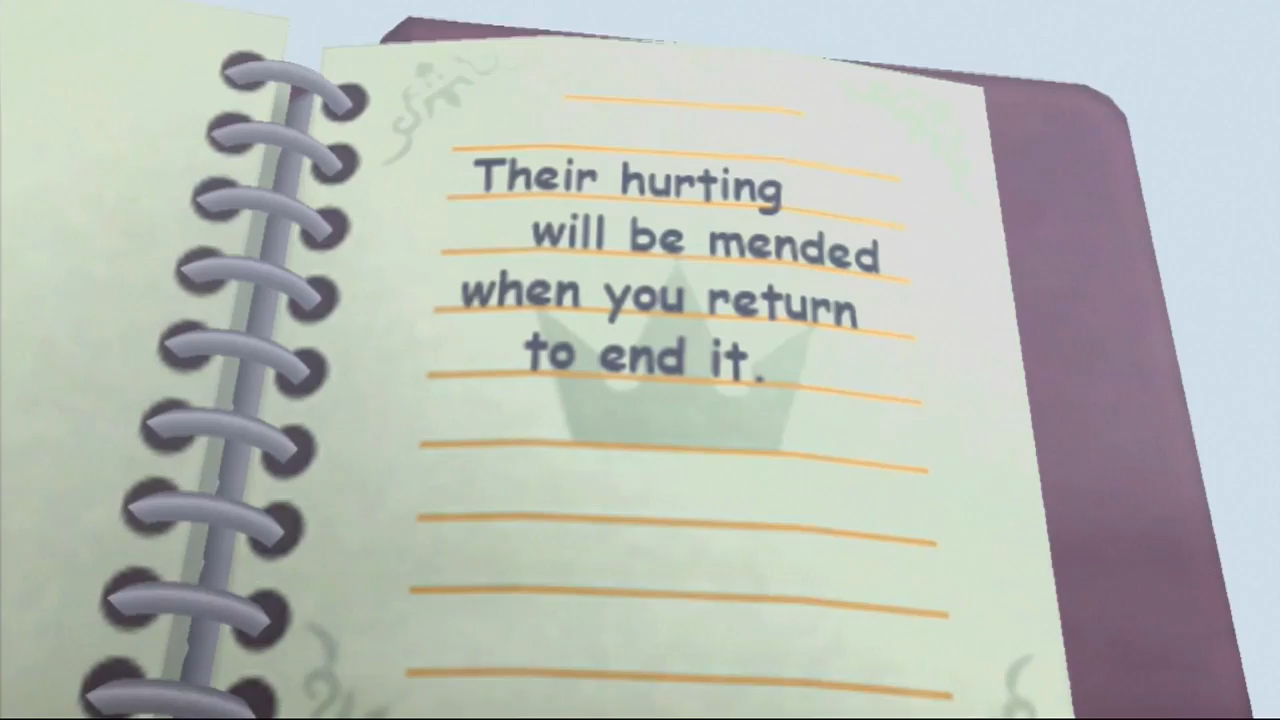 Their hurting
will be mended
when you return
to end it.